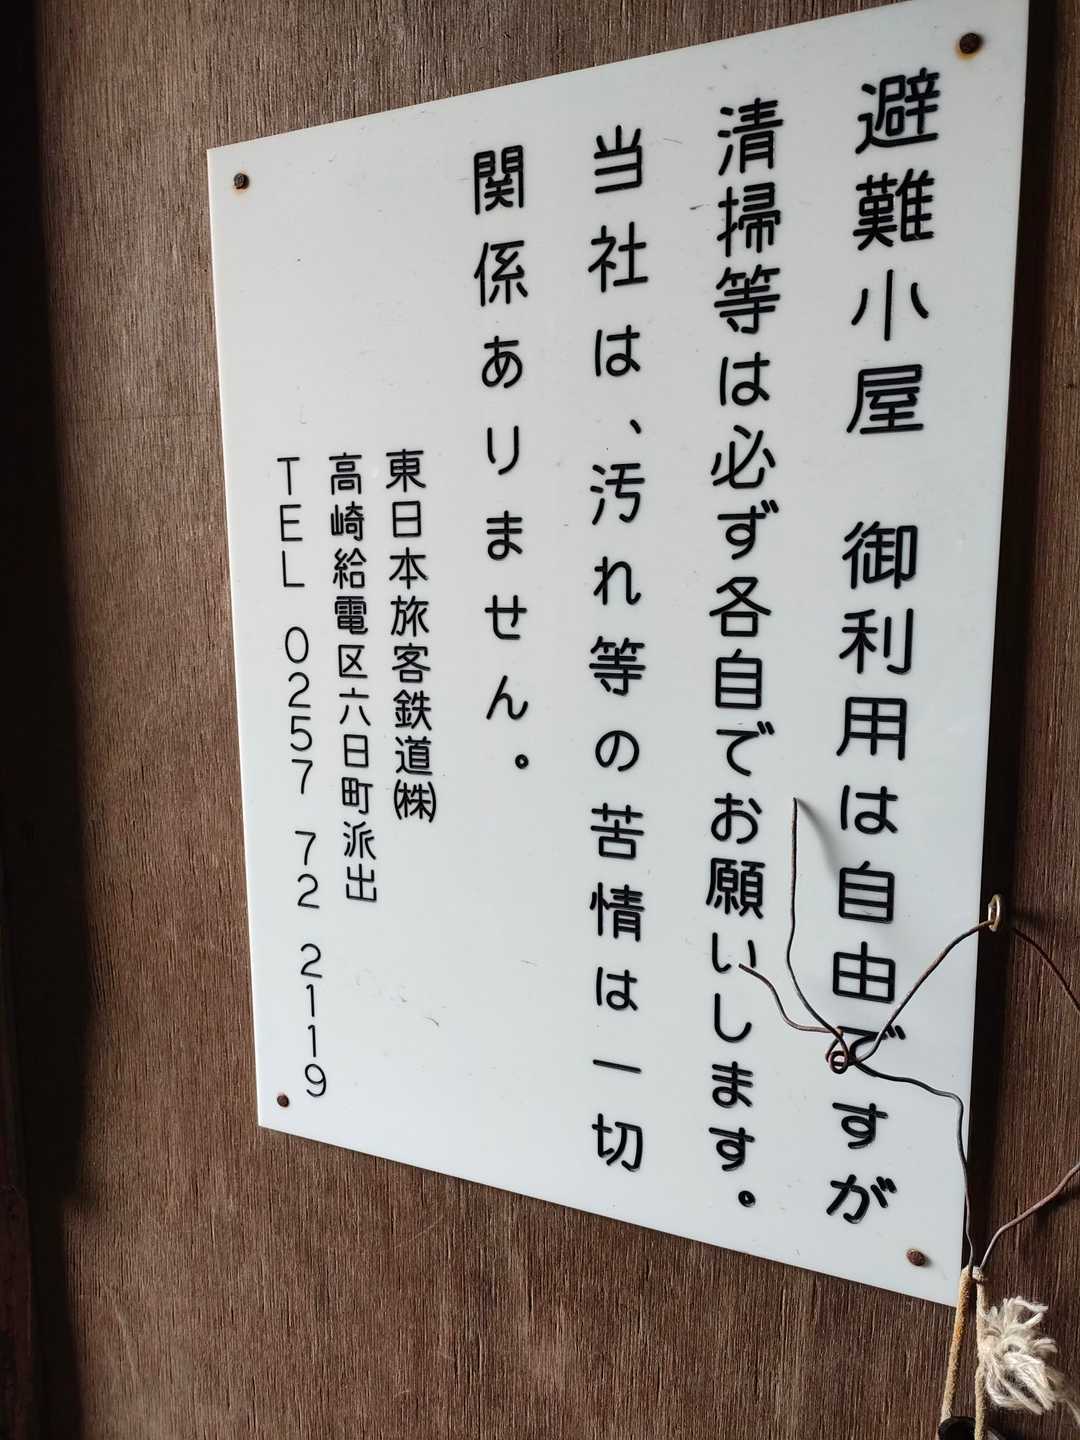 避難小屋　御利用は自由ですが
清掃等は必ず各自でお願いします。
当社は、汚れ等の苦情は一切
関係ありません。
東日本旅客鉄道㈱
高崎給電区六日町派出
TEL 0257 72 2119